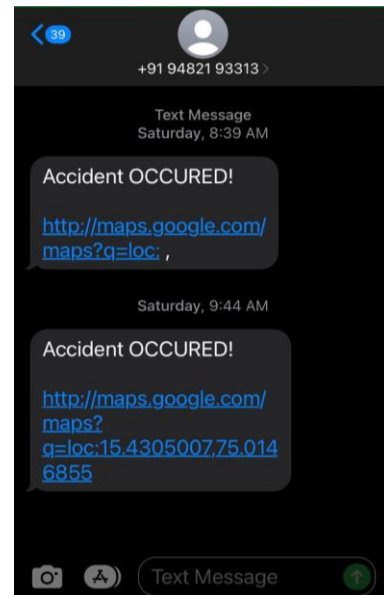 39
+91 94821 93313 >
Text Message
Saturday, 8:39 AM
Accident OCCURED!
http://maps.google.com/
maps?q=loc: ,
Saturday, 9:44 AM
Accident OCCURED!
http://maps.google.com/
maps?
q=loc:15.4305007,75.014
6855
Text Message